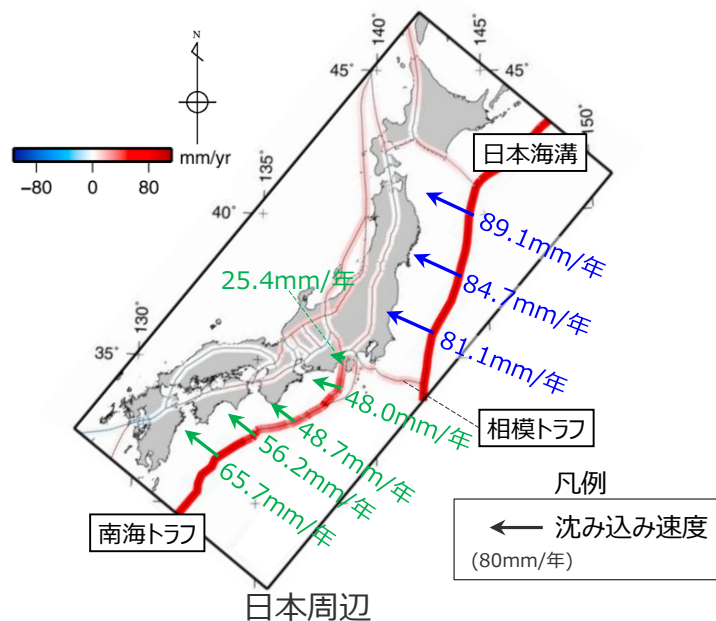 N
mm/yr
−80 0 80
140
145
45°
45°
150
135
40°
130
35°
日本海溝
89.1mm/年
84.7mm/年
81.1mm/年
25.4mm/年
48.0mm/年
48.7mm/年
56.2mm/年
65.7mm/年
相模トラフ
南海トラフ
凡例
沈み込み速度
(80mm/年)
日本周辺